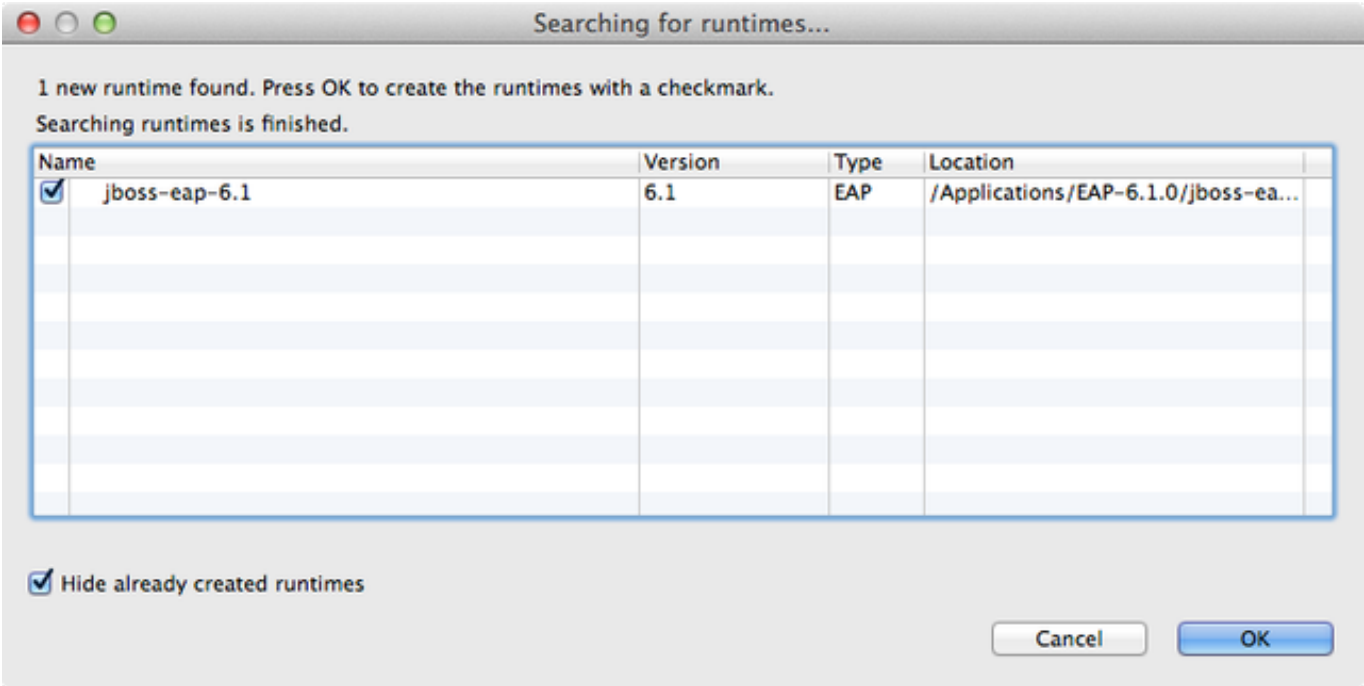 Searching for runtimes...
1 new runtime found. Press OK to create the runtimes with a checkmark.
Searching runtimes is finished.
Name Version Type Location
jboss-eap-6.1 6.1 EAP /Applications/EAP-6.1.0/jboss-ea...
Hide already created runtimes
Cancel OK